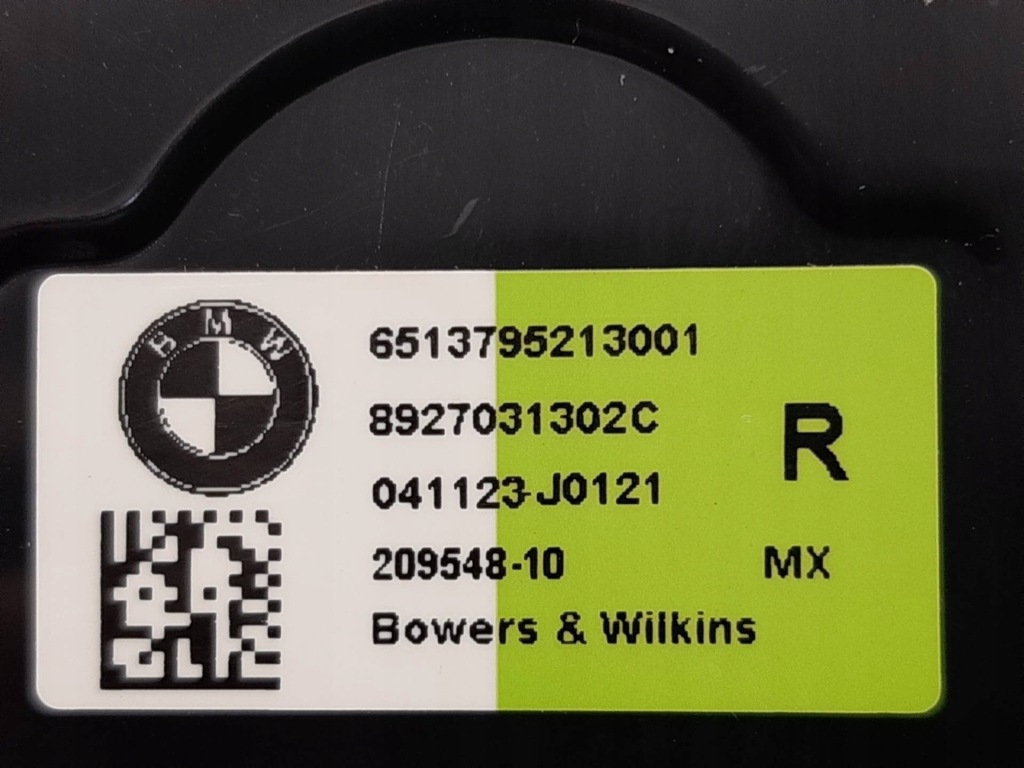 BMW
6513795213001
8927031302C
R
041123-J0121
209548-10
MX
Bowers & Wilkins